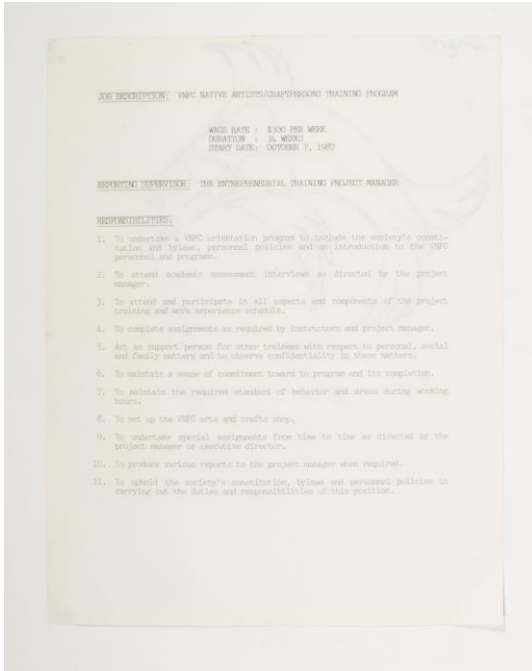 JOB DESCRIPTION: VNFC NATIVE ARTISTS/CRAFTPERSONS TRAINING PROGRAM
WAGE RATE : $300 PER WEEK
DURATION : 34 WEEKS
START DATE: OCTOBER 7, 1987
REPORTING SUPERVISOR: THE ENTREPRENEURIAL TRAINING PROJECT MANAGER
RESPONSIBILITIES:
1. To undertake a VNFC orientation program to include the society's consti-
tution and bylaws, personnel policies and an introduction to the VNFC
personnel and programs.
2. To attend academic assessment interviews as directed by the project
manager.
3. To attend and participate in all aspects and components of the project
training and work experience schedule.
4. To complete assignments as required by instructors and project manager.
5. Act as support person for other trainees with respect to personal, social
and family matters and to observe confidentiality in these matters.
6. To maintain a sense of commitment toward to program and its completion.
7. To maintain the required standard of behavior and dress during working
hours.
8. To set up the VNFC arts and crafts shop.
9. To undertake special assignments from time to time as directed by the
project manager or executive director.
10. To produce various reports to the project manager when required.
11. To uphold the society's constitution, bylaws and personnel policies in
carrying out the duties and responsibilities of this position.